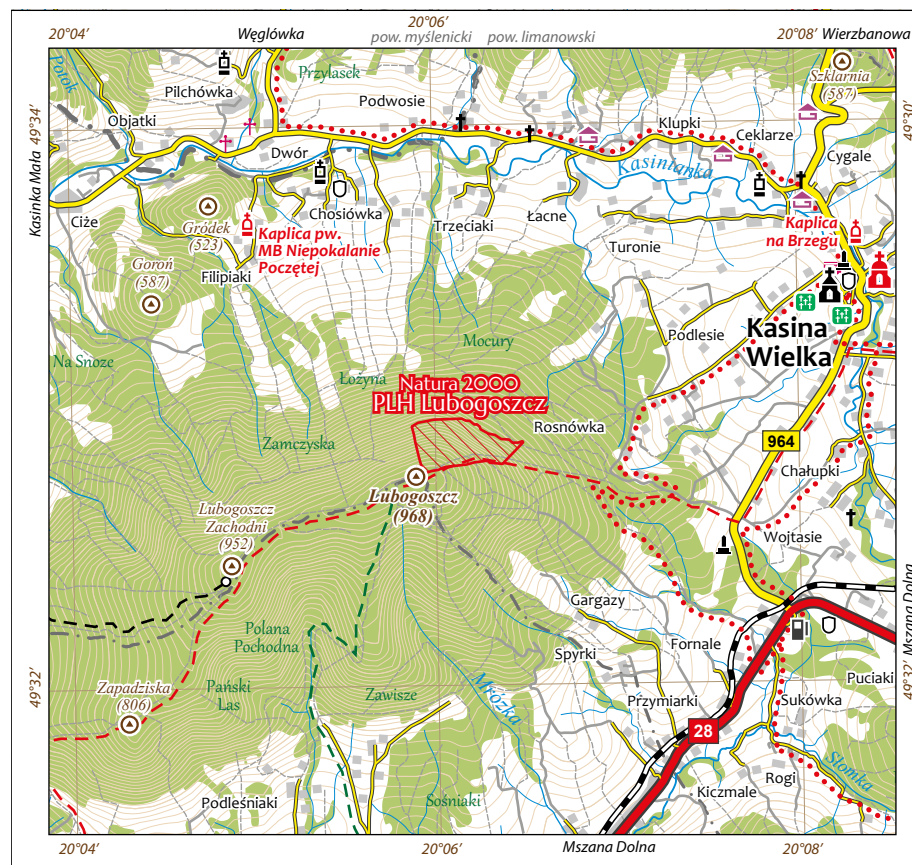 20°04'
Węglówka
20°06'
pow. myślenicki
pow. limanowski
20°08'
Wierzbanowa
Potok
Pilchówka
Przylasek
Szklarnia
(587)
49°34'
49°30'
Objatki
Podwosie
Klupki
Ceklarze
Dwór
Cygale
Kasinianka
Kasinka Mała
Ciże
Gródek
(523)
Chosiówka
Trzeciaki
Łacne
Kaplica pw.
MB Niepokalanie
Poczętej
Kaplica
na Brzegu
Turonie
Goroń
(587)
Filipiaki
Kasina
Wielka
Podlesie
Mocury
Na Snoze
Łożyna
Natura 2000
PLH Lubogoszcz
Rosnówka
Zamczyska
964
Chałupki
Lubogoszcz
(968)
Lubogoszcz
Zachodni
(952)
Wojtasie
Mszana Dolna
Gargazy
Polana
Pochodna
Fornale
Spyrki
49°32'
49°32'
Zapadziska
(806)
Pański
Las
Zawisze
Mrózka
Przymiarki
Sukówka
Puciaki
28
Słomka
Rogi
Kiczmale
Podleśniaki
Sośniaki
20°04'
20°06'
Mszana Dolna
20°08'